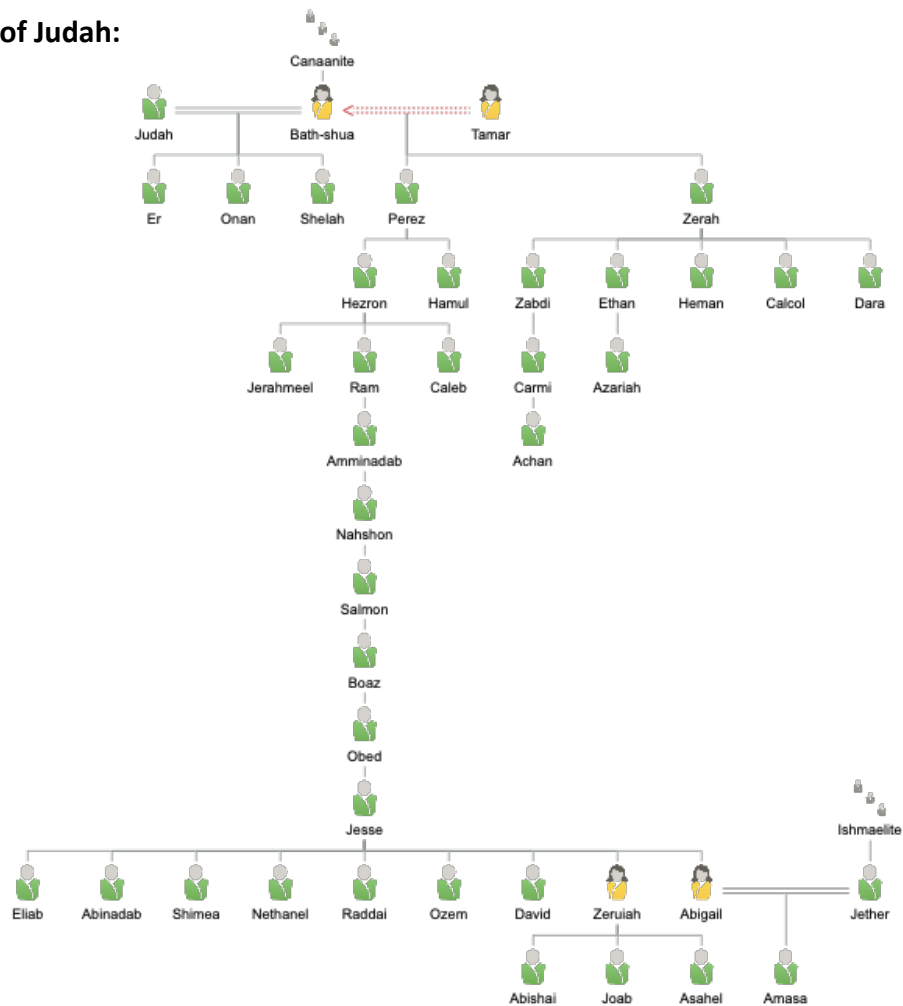 of Judah:
Canaanite
Judah Bath-shua Tamar
Er Onan Shelah Perez Zerah
Hezron Hamul Zabdi Ethan Heman Calcol Dara
Jerahmeel Ram Caleb Carmi Azariah
Amminadab Achan
Nahshon
Salmon
Boaz
Obed
Jesse Ishmaelite
Eliab Abinadab Shimea Nethanel Raddai Ozem David Zeruiah Abigail Jether
Abishai Joab Asahel Amasa